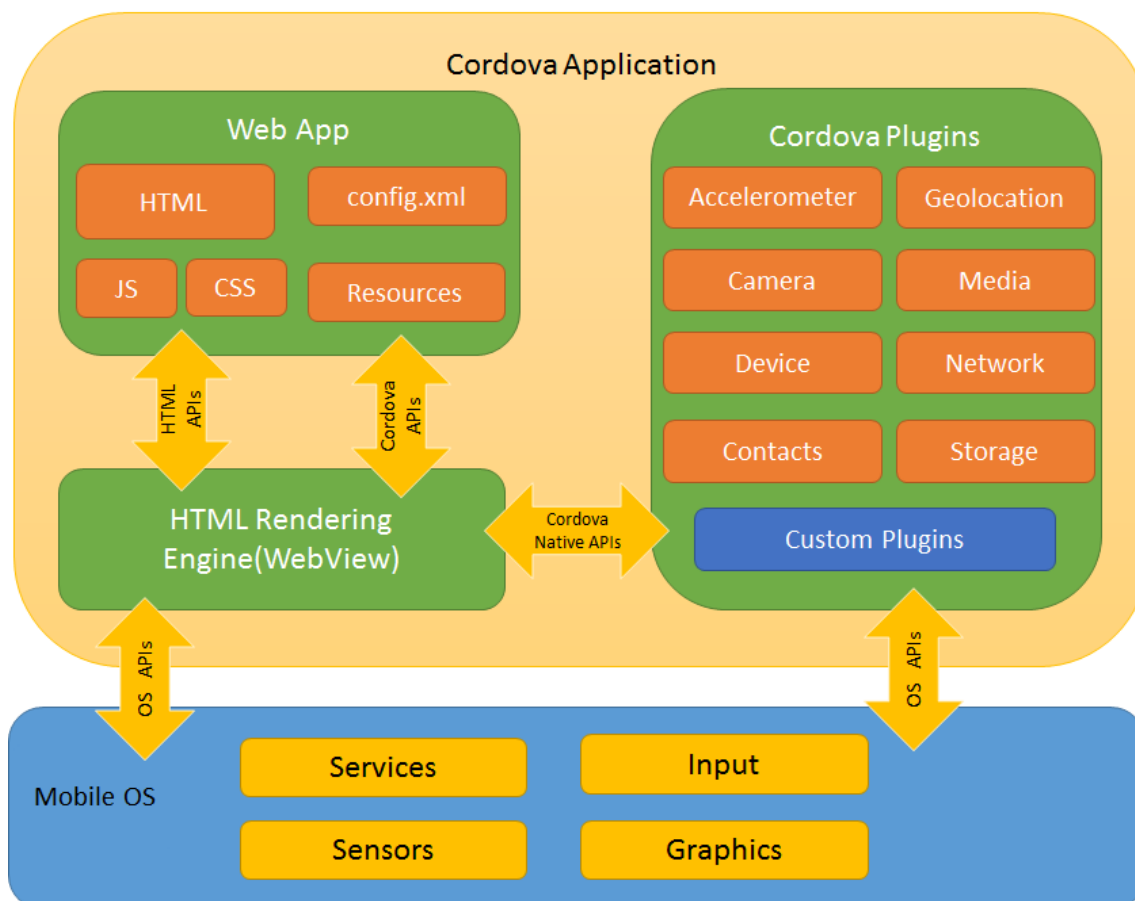 Cordova Application
Web App
HTML
config.xml
JS
CSS
Resources
HTML
APIs
Cordova
APIs
HTML Rendering
Engine(WebView)
Cordova
Native APIs
Cordova Plugins
Accelerometer
Geolocation
Camera
Media
Device
Network
Contacts
Storage
Custom Plugins
OS APIs
OS APIs
Mobile OS
Services
Input
Sensors
Graphics